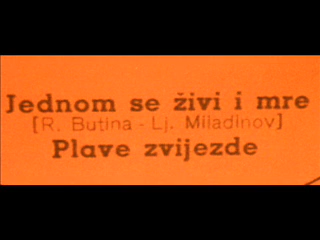 Jednom se živi i mre
[R. Butina - Lj. Miladinov]
Plave zvijezde